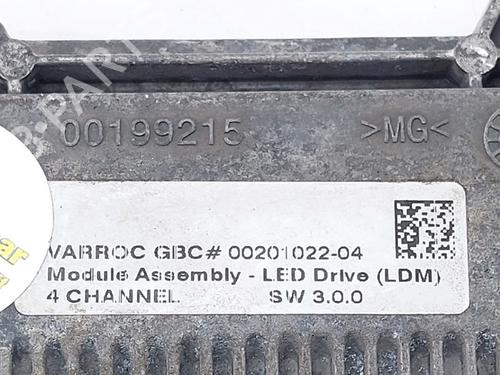 00199215 >MG<
VARROC GBC# 00201022-04
Module Assembly - LED Drive (LDM)
4 CHANNEL SW 3.0.0